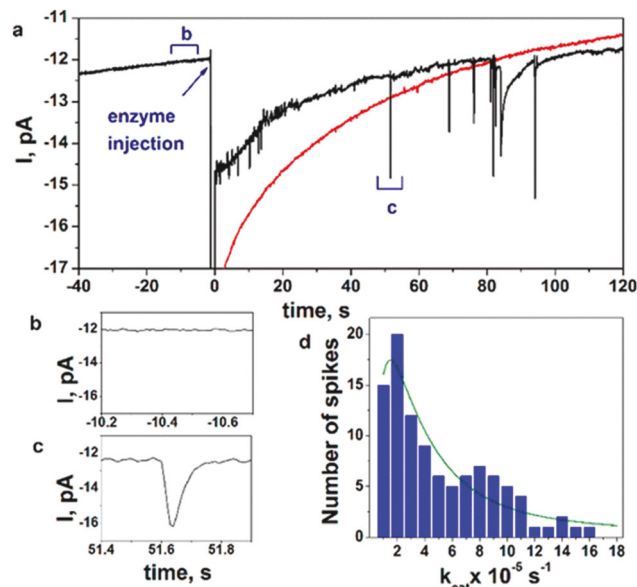 a
I, pA
-11
-12
-13
-14
-15
-16
-17
b
enzyme
injection
c
-40 -20 0 20 40 60 80 100 120
time, s
b
I, pA
-12
-14
-16
-10.2 -10.4 -10.6
c
I, pA
-12
-14
-16
51.4 51.6 51.8
time, s
d
Number of spikes
20
15
10
5
0
2 4 6 8 10 12 14 16 18
k_cat x 10^-5 s^-1